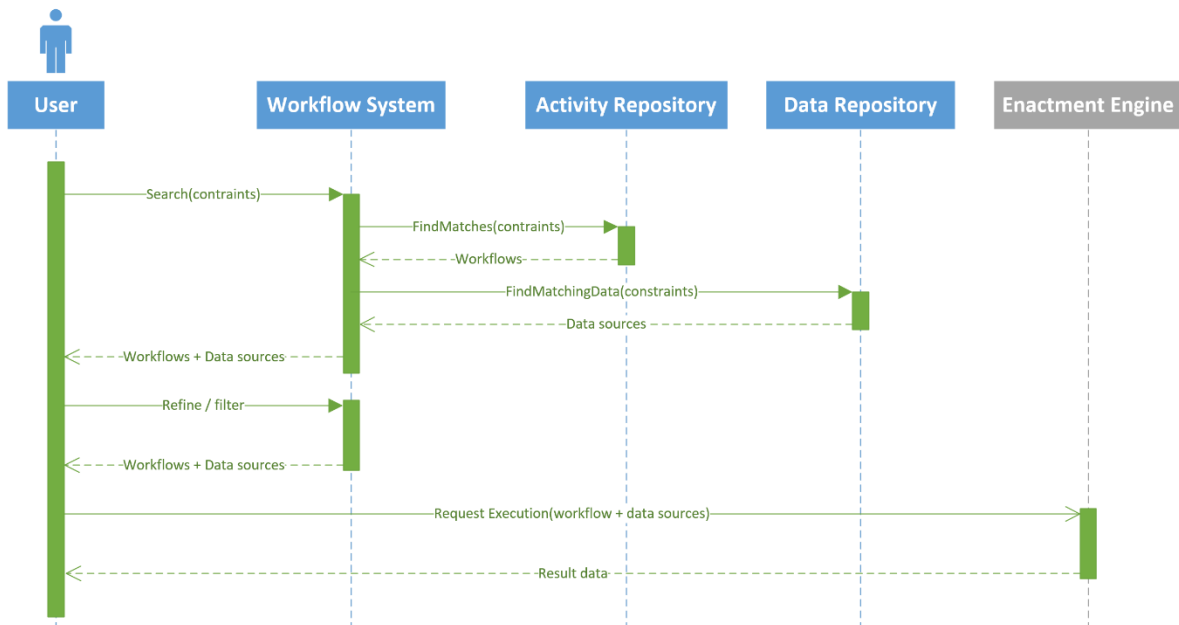 User
Workflow System
Activity Repository
Data Repository
Enactment Engine
Search(contraints)
FindMatches(contraints)
Workflows
FindMatchingData(constraints)
Data sources
Workflows + Data sources
Refine / filter
Workflows + Data sources
Request Execution(workflow + data sources)
Result data